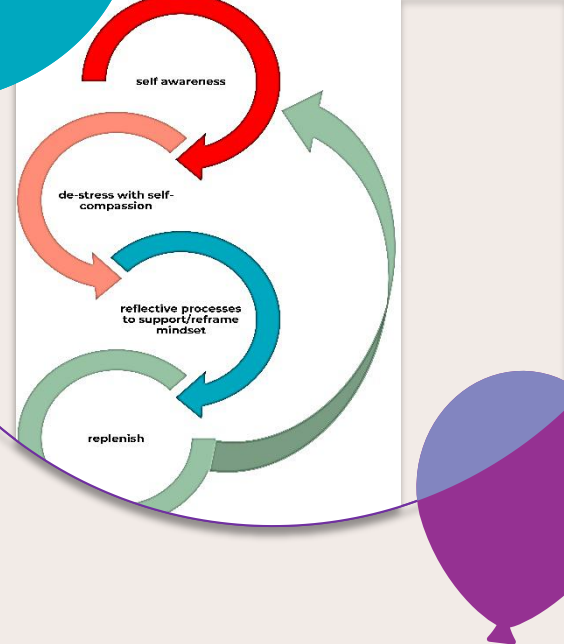 self awareness
de-stress with self-
compassion
reflective processes
to support/reframe
mindset
replenish